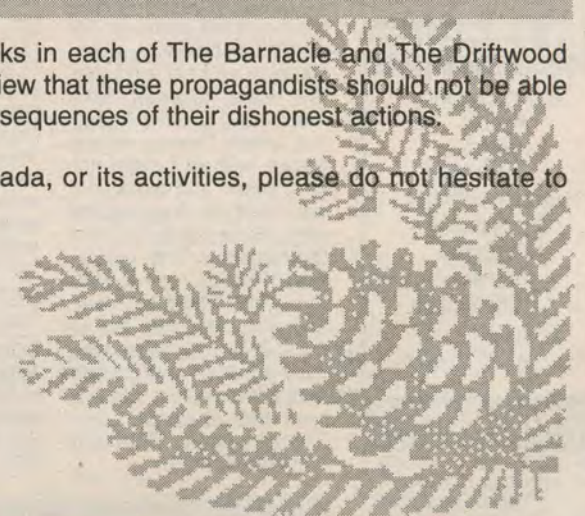 ks in each of The Barnacle and The Driftwood
iew that these propagandists should not be able
sequences of their dishonest actions.
ada, or its activities, please do not hesitate to